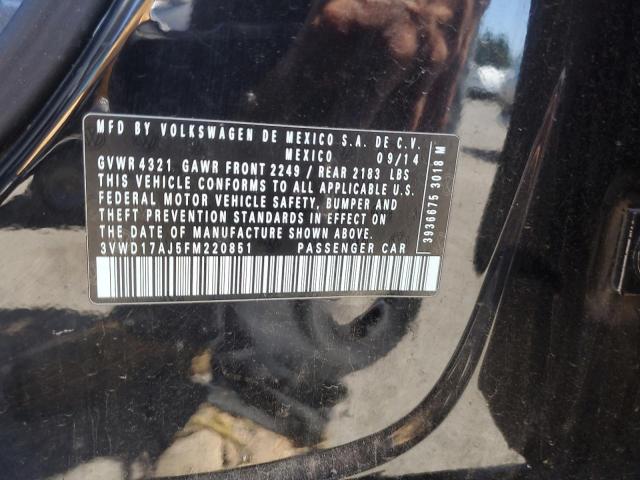 MFD BY VOLKSWAGEN DE MEXICO S.A. DE C.V.
MEXICO 09/14
GVWR 4321 GAWR FRONT 2249 / REAR 2183 LBS
THIS VEHICLE CONFORMS TO ALL APPLICABLE U.S.
FEDERAL MOTOR VEHICLE SAFETY, BUMPER AND
THEFT PREVENTION STANDARDS IN EFFECT ON
THE DATE OF MANUFACTURE SHOWN ABOVE.
3VWD17AJ5FM220851 PASSENGER CAR
3936675 3018 M